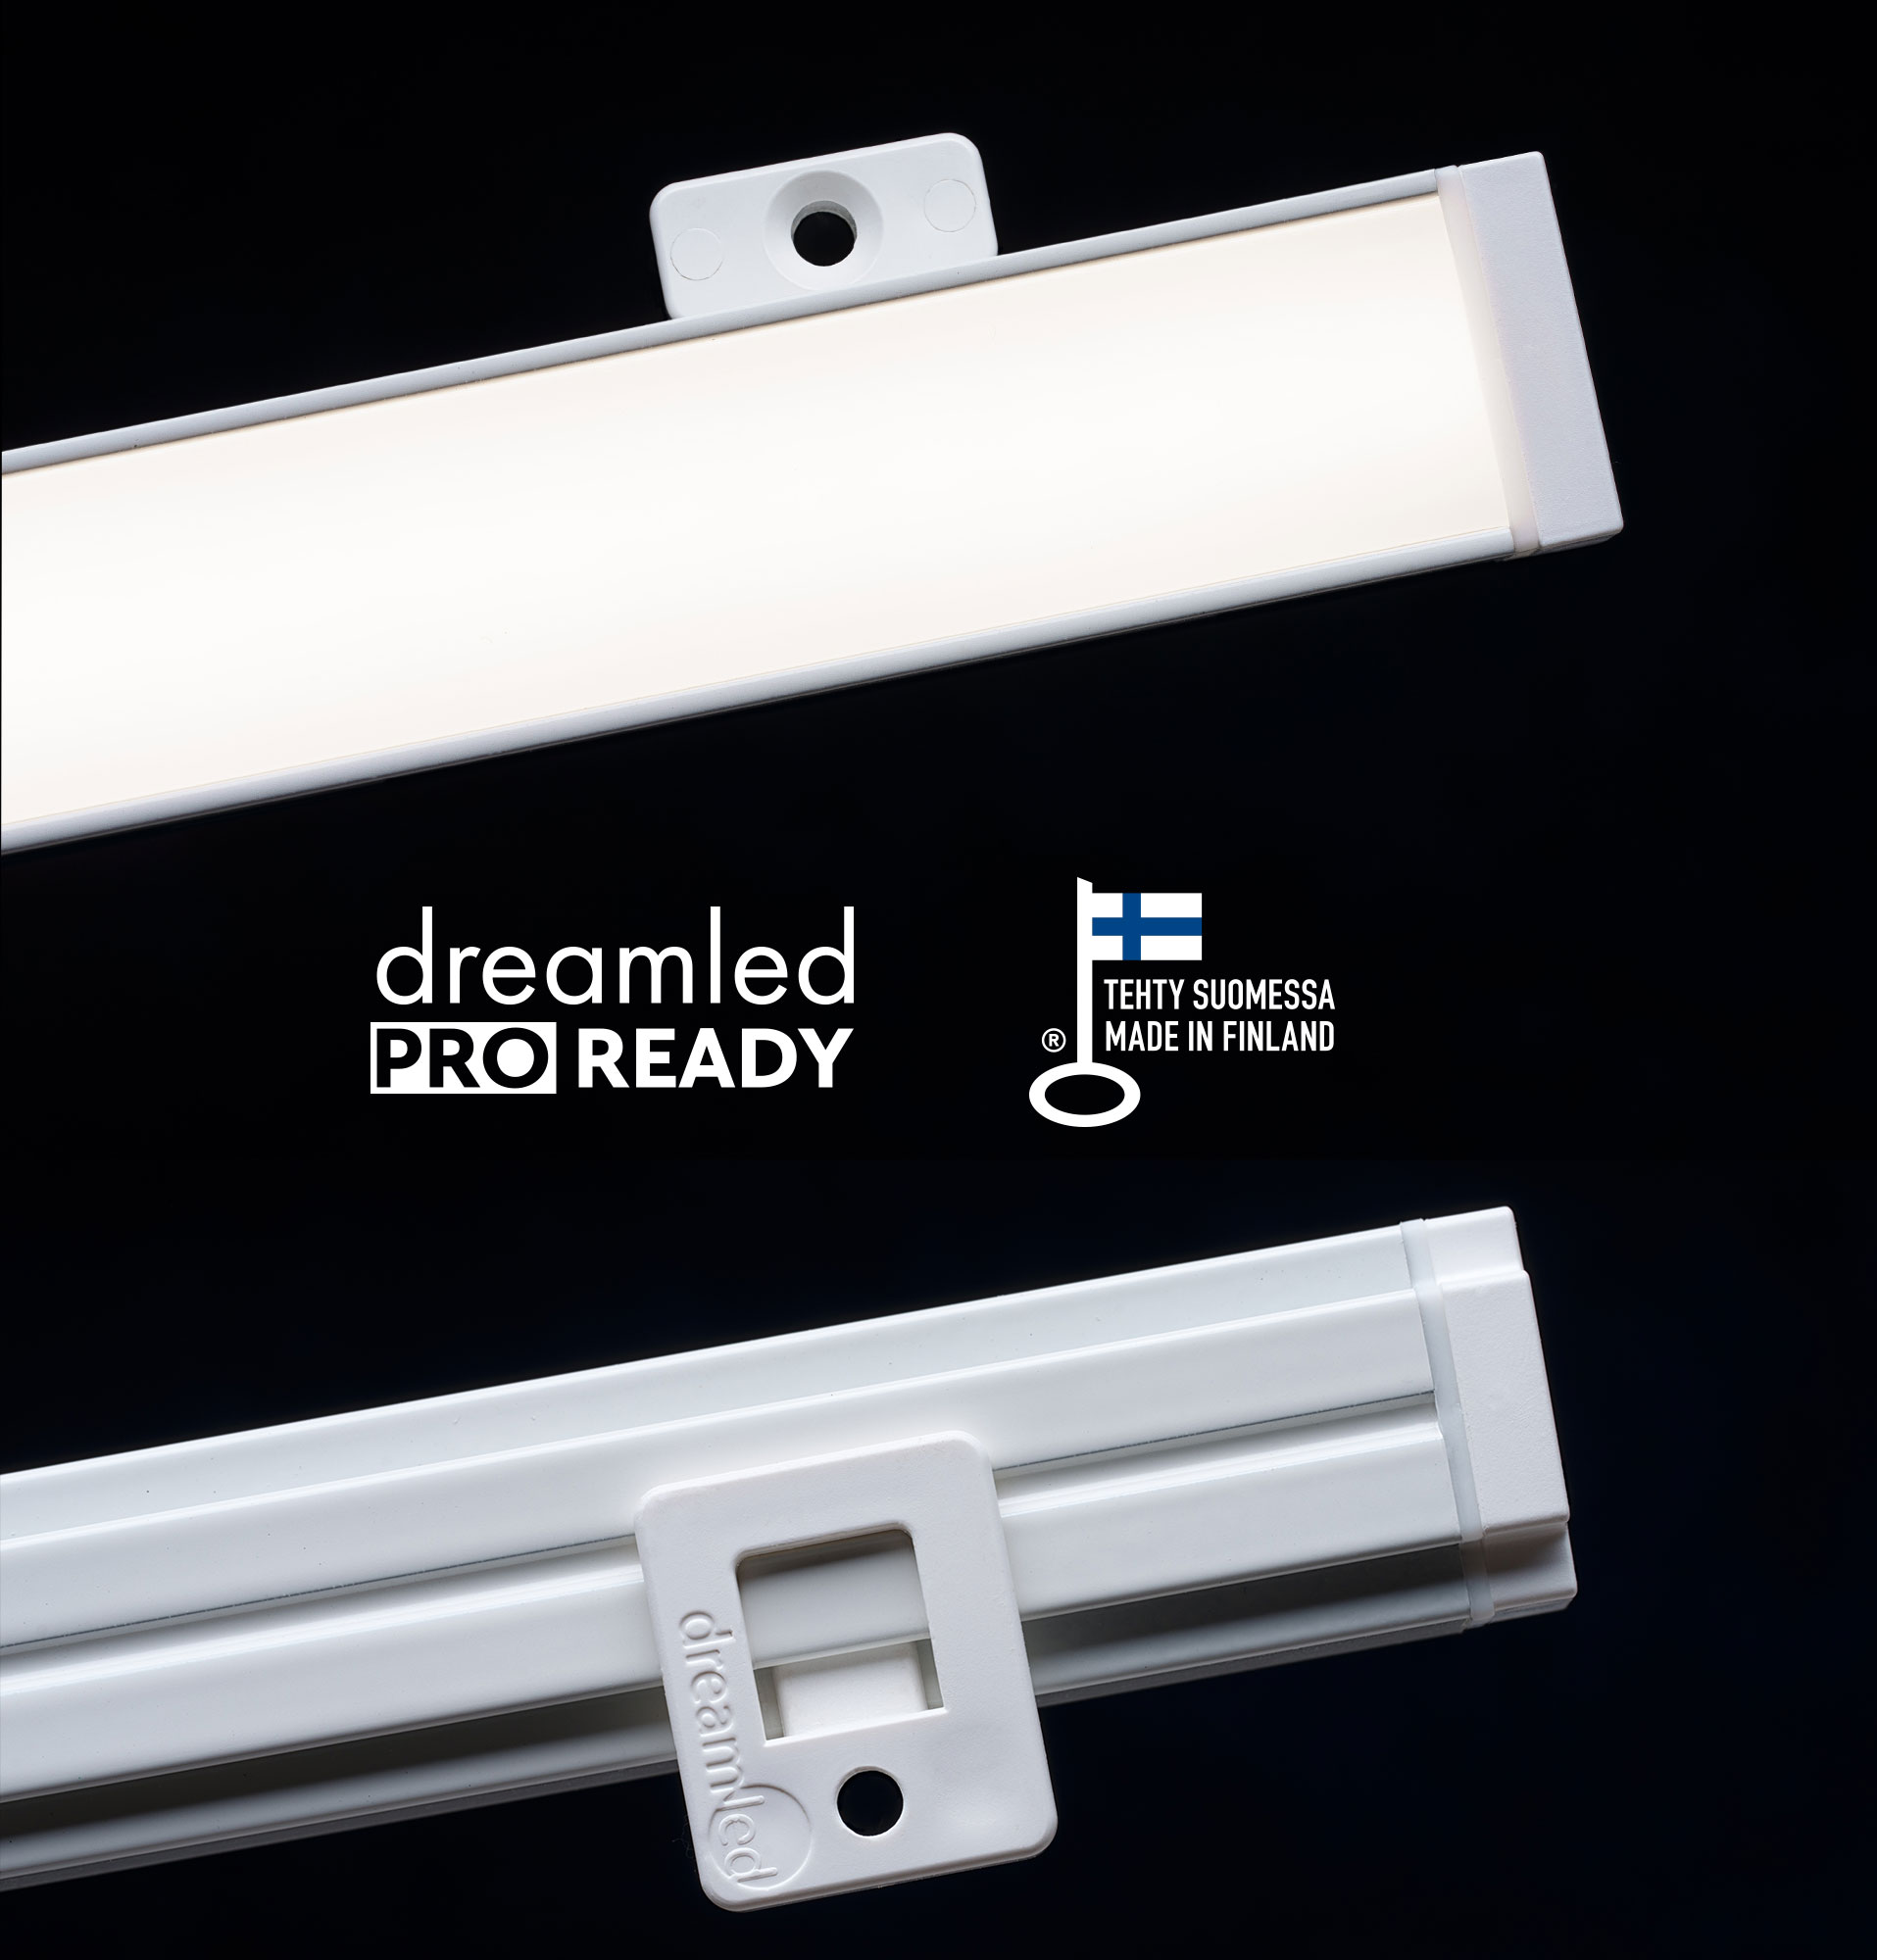 dreamled
PRO READY
TEHTY SUOMESSA
® MADE IN FINLAND
dreamled